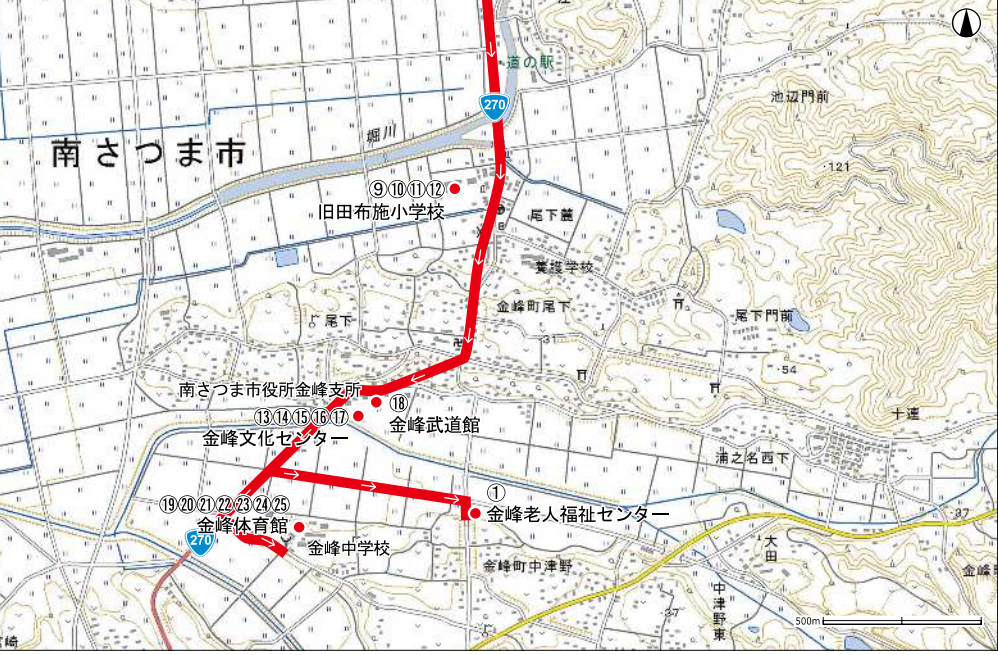 道の駅
270
池辺門前
堀川
南さつま市
121
⑨⑩⑪⑫
旧田布施小学校
尾下麓
養護学校
金峰町尾下
尾下
尾下門前
31
54
南さつま市役所金峰支所
⑱
⑬⑭⑮⑯⑰
金峰武道館
金峰文化センター
十連
浦之名西下
①
⑲⑳㉑㉒㉓㉔㉕
金峰老人福祉センター
金峰体育館
37
270
金峰中学校
大田
金峰町中津野
金峰
中津野東
37
500m
崎